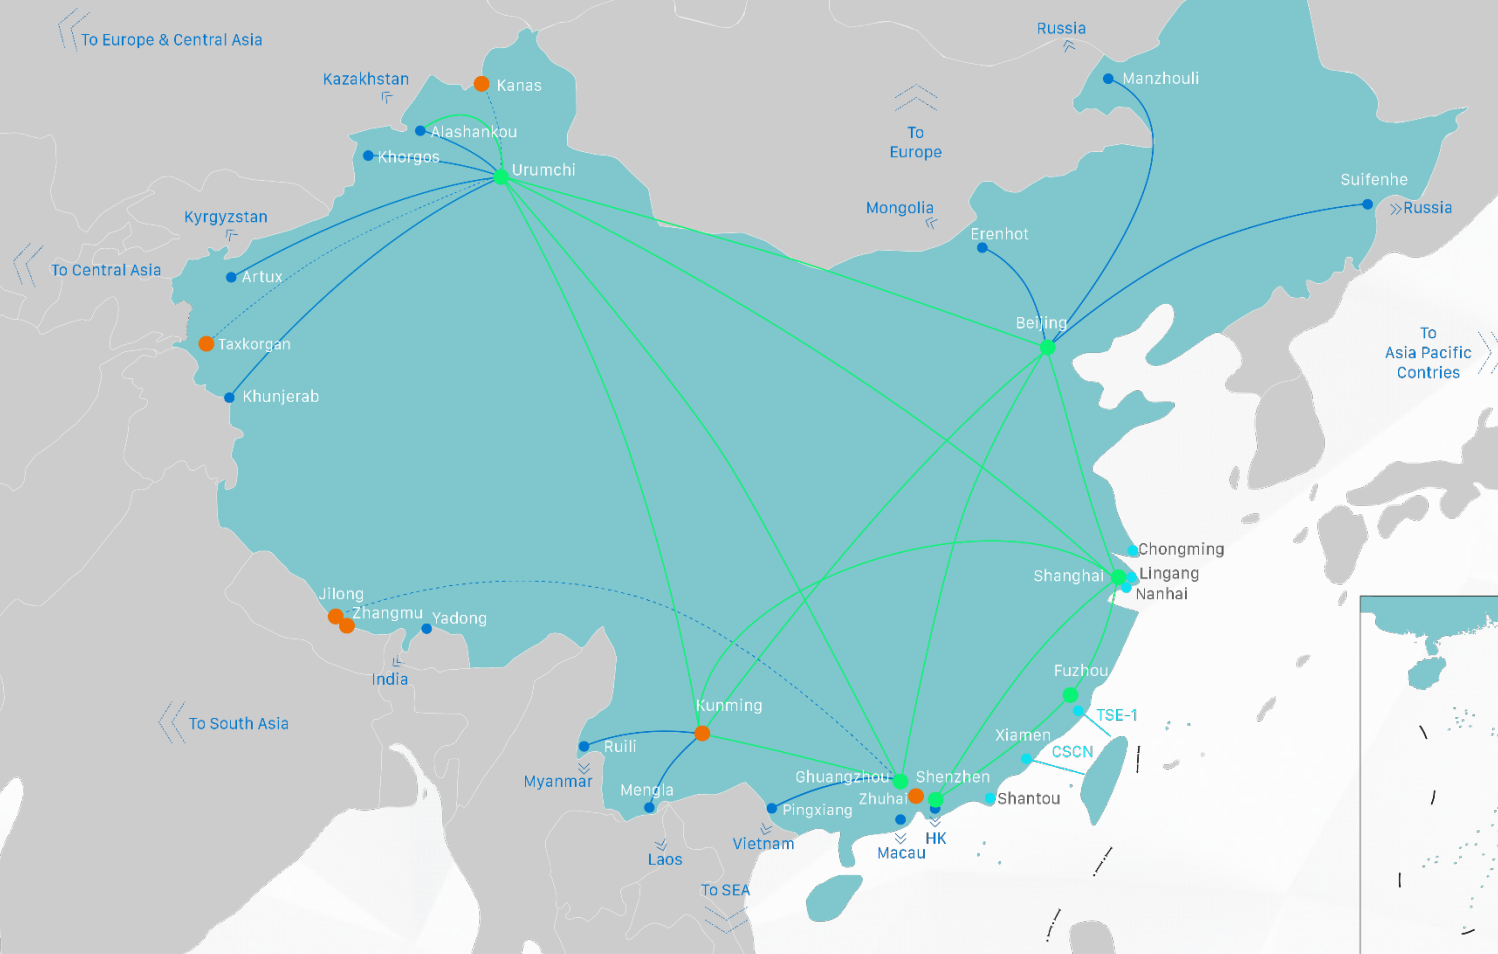 Russia
To Europe & Central Asia
Kazakhstan
Manzhouli
Kanas
Alashankou
To
Europe
Khorgos
Urumchi
Suifenhe
Kyrgyzstan
Mongolia
Russia
Erenhot
To Central Asia
Artux
Beijing
To
Asia Pacific
Contries
Taxkorgan
Khunjerab
Chongming
Shanghai
Lingang
Nanhai
Jilong
Zhangmu
Yadong
India
Fuzhou
Kunming
TSE-1
To South Asia
Xiamen
Ruili
CSCN
Myanmar
Ghuangzhou
Shenzhen
Mengla
Zhuhai
Shantou
Pingxiang
Vietnam
HK
Macau
Laos
To SEA